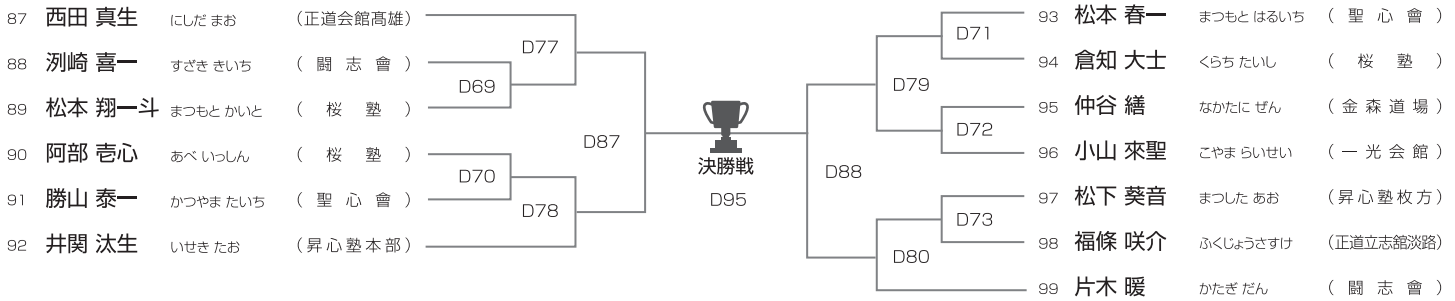 87 西田 真生 にしだ まお （正道会館髙雄）
88 洌崎 喜一 すざき きいち （闘志會）
89 松本 翔一斗 まつもと かいと （桜塾）
90 阿部 壱心 あべ いっしん （桜塾）
91 勝山 泰一 かつやま たいち （聖心會）
92 井関 汰生 いせき たお （昇心塾本部）
D77
D69
D87
D70
D78
決勝戦
D95
D71
D79
D72
D88
D73
D80
93 松本 春一 まつもと はるいち （聖心會）
94 倉知 大士 くらち たいし （桜塾）
95 仲谷 繕 なかたに ぜん （金森道場）
96 小山 來聖 こやま らいせい （一光会館）
97 松下 葵音 まつした あお （昇心塾枚方）
98 福條 咲介 ふくじょうさすけ （正道立志舘淡路）
99 片木 暖 かたぎ だん （闘志會）